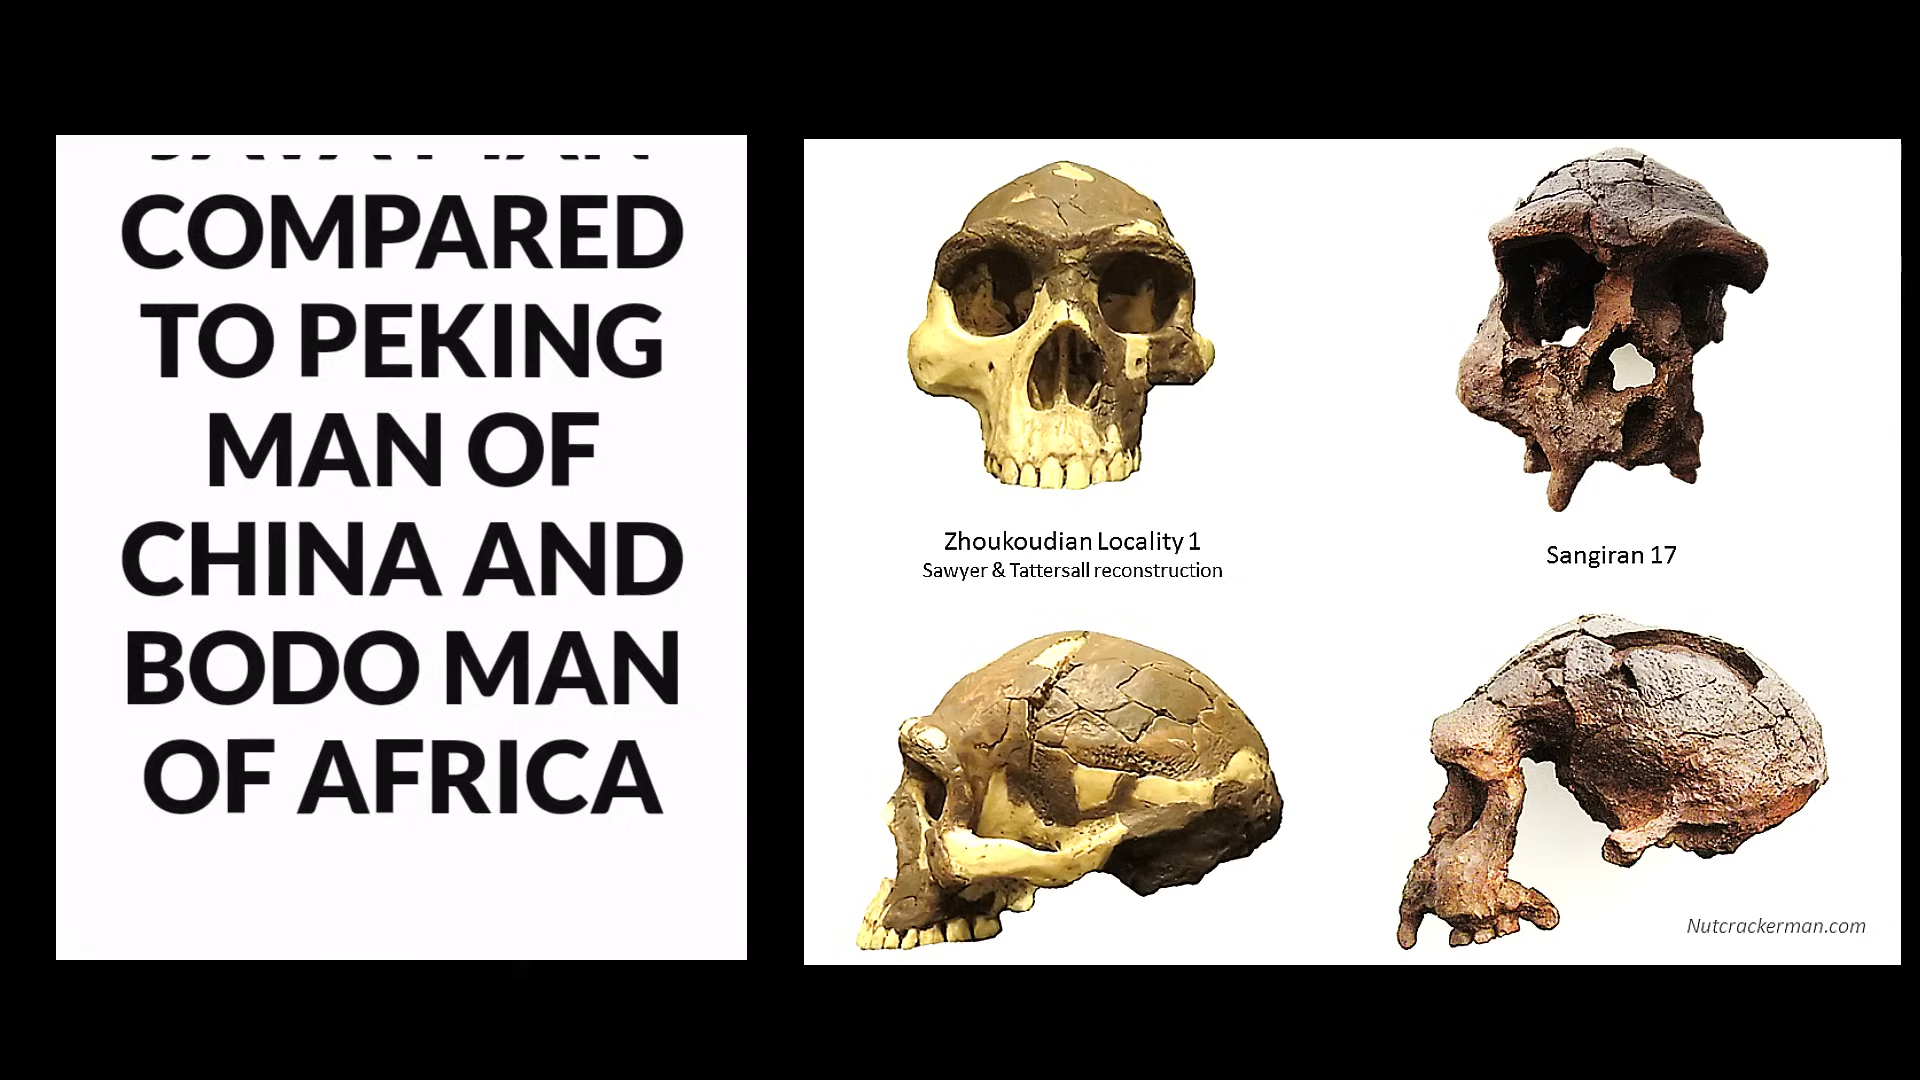 COMPARED
TO PEKING
MAN OF
CHINA AND
BODO MAN
OF AFRICA
Zhoukoudian Locality 1
Sawyer & Tattersall reconstruction
Sangiran 17
Nutcrackerman.com